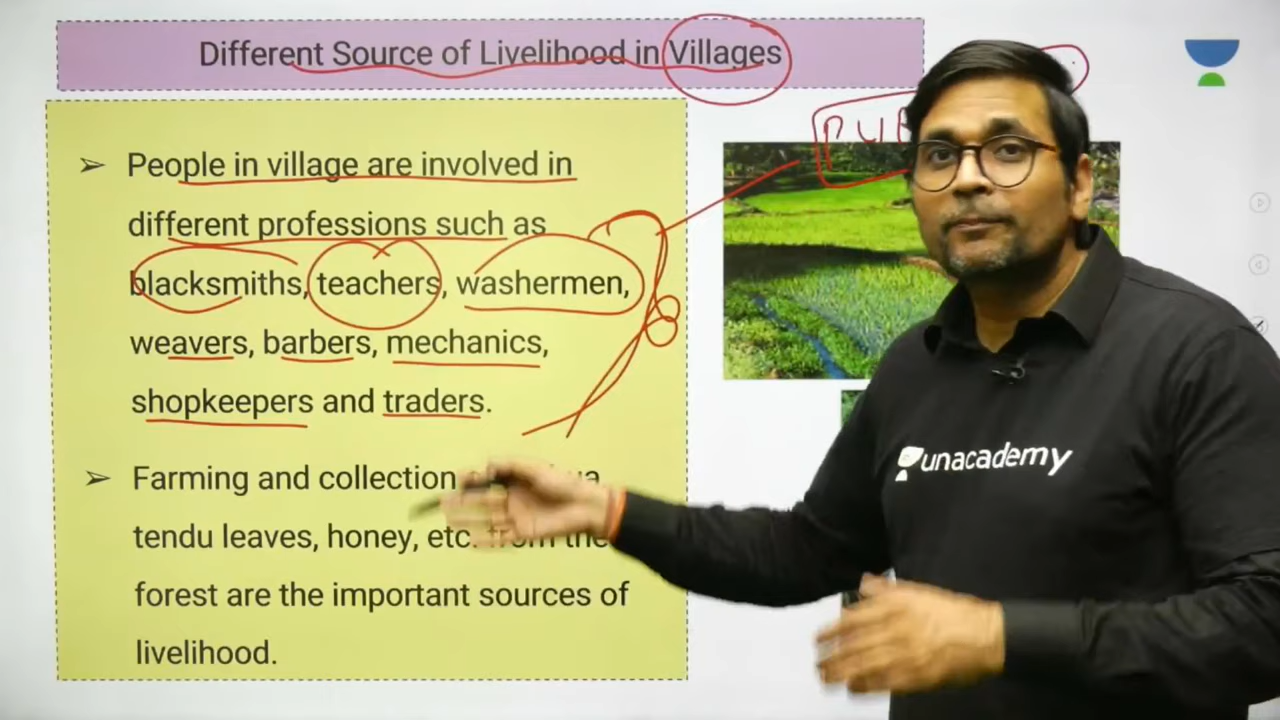 Different Source of Livelihood in Villages
➢ People in village are involved in
different professions such as
blacksmiths, teachers, washermen,
weavers, barbers, mechanics,
shopkeepers and traders.
➢ Farming and collection
tendu leaves, honey, etc. from the
forest are the important sources of
livelihood.
unacademy